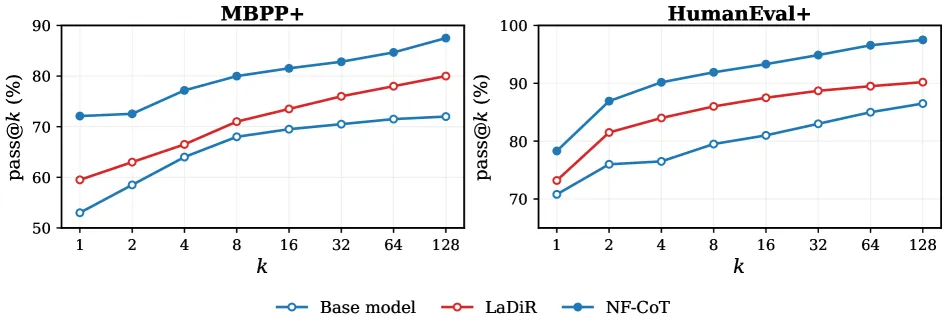 MBPP+
90
80
70
60
50
pass@k (%)
1 2 4 8 16 32 64 128
k
HumanEval+
100
90
80
70
pass@k (%)
1 2 4 8 16 32 64 128
k
Base model LaDiR NF-CoT